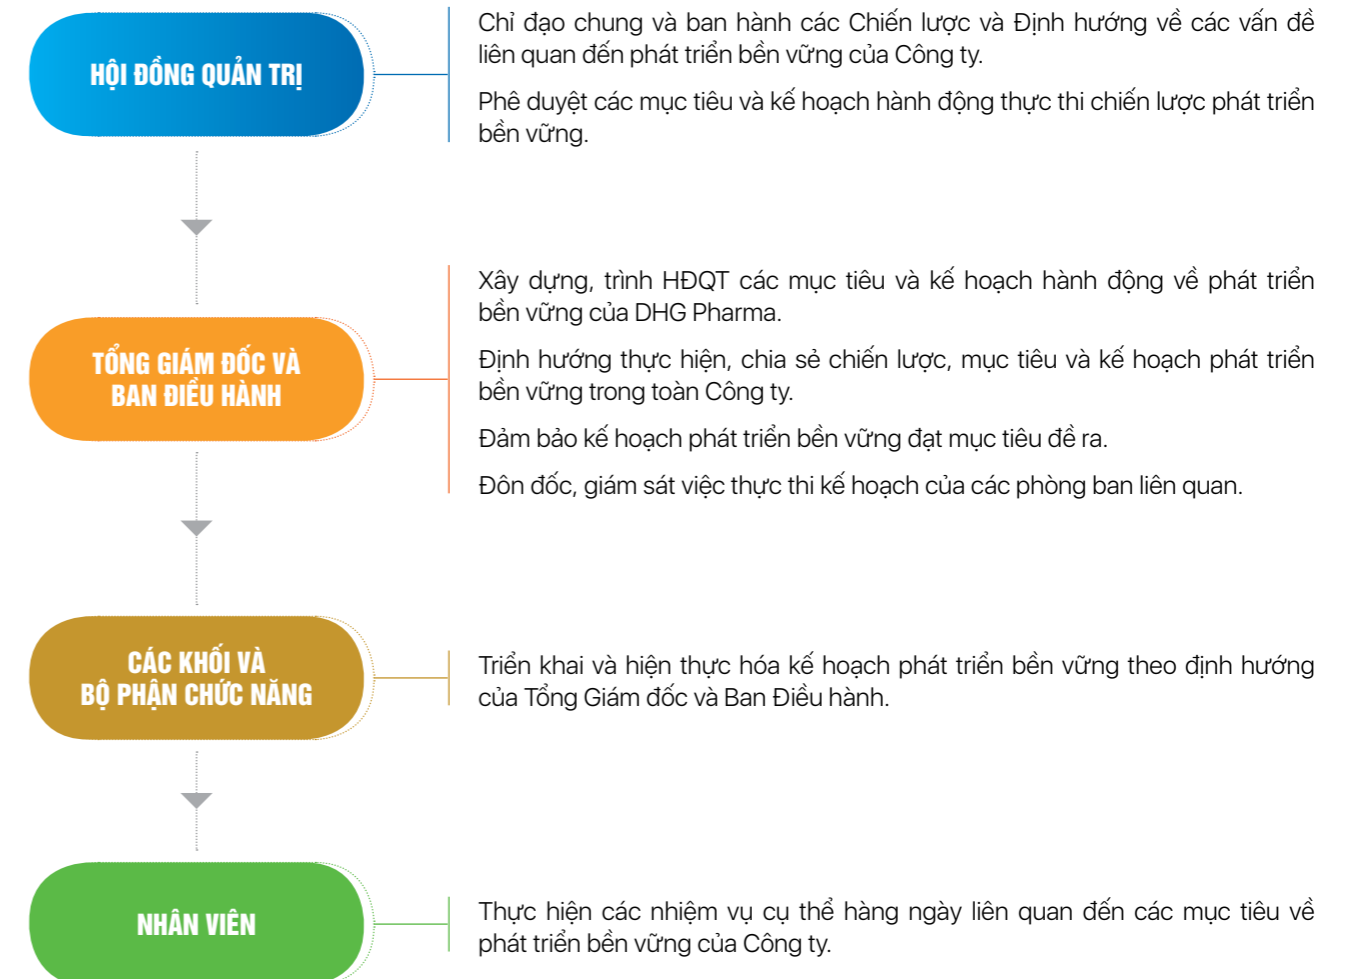 HỘI ĐỒNG QUẢN TRỊ
Chỉ đạo chung và ban hành các Chiến lược và Định hướng về các vấn đề
liên quan đến phát triển bền vững của Công ty.
Phê duyệt các mục tiêu và kế hoạch hành động thực thi chiến lược phát triển
bền vững.
TỔNG GIÁM ĐỐC VÀ
BAN ĐIỀU HÀNH
Xây dựng, trình HĐQT các mục tiêu và kế hoạch hành động về phát triển
bền vững của DHG Pharma.
Định hướng thực hiện, chia sẻ chiến lược, mục tiêu và kế hoạch phát triển
bền vững trong toàn Công ty.
Đảm bảo kế hoạch phát triển bền vững đạt mục tiêu đề ra.
Đôn đốc, giám sát việc thực thi kế hoạch của các phòng ban liên quan.
CÁC KHỐI VÀ
BỘ PHẬN CHỨC NĂNG
Triển khai và hiện thực hóa kế hoạch phát triển bền vững theo định hướng
của Tổng Giám đốc và Ban Điều hành.
NHÂN VIÊN
Thực hiện các nhiệm vụ cụ thể hàng ngày liên quan đến các mục tiêu về
phát triển bền vững của Công ty.